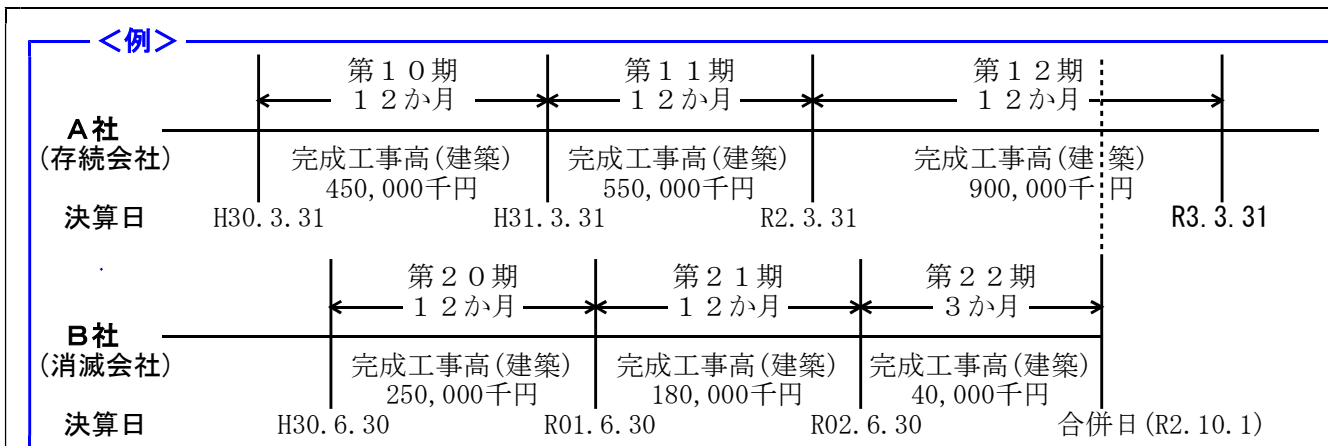 <例>
第10期 第11期 第12期
12か月 12か月 12か月
A社
(存続会社) 完成工事高(建築) 完成工事高(建築) 完成工事高(建築)
450,000千円 550,000千円 900,000千円
決算日 H30.3.31 H31.3.31 R2.3.31 R3.3.31
第20期 第21期 第22期
12か月 12か月 3か月
B社
(消滅会社) 完成工事高(建築) 完成工事高(建築) 完成工事高(建築)
250,000千円 180,000千円 40,000千円
決算日 H30.6.30 R01.6.30 R02.6.30 合併日(R2.10.1)